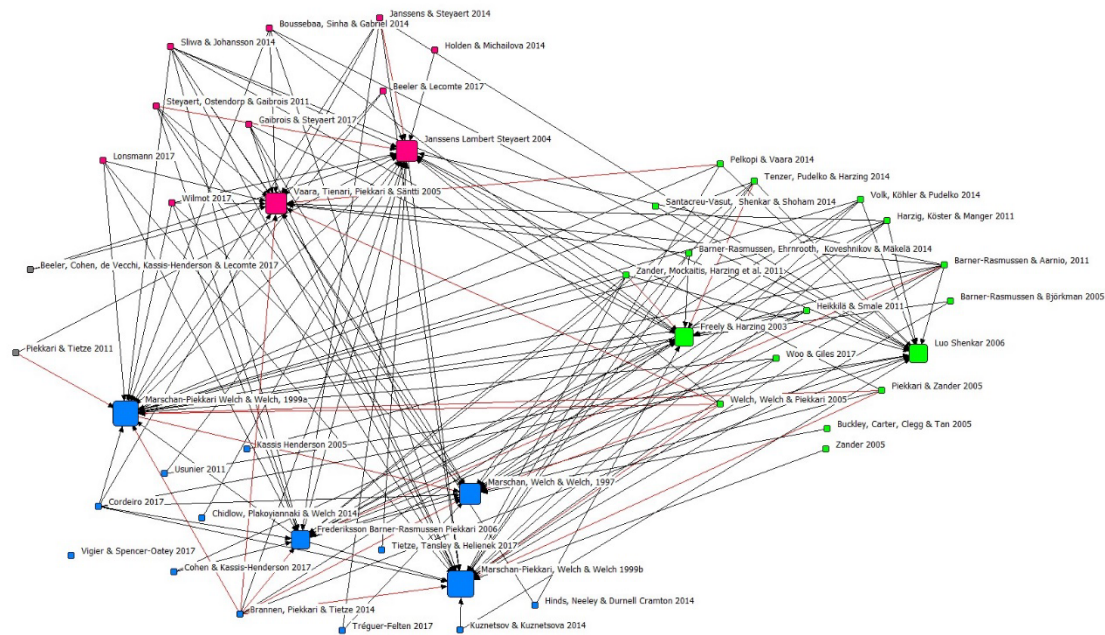 Janssens & Steyaert 2014
Boussebaa, Sinha & Gabriel 2014
Sliwa & Johansson 2014
Holden & Michailova 2014
Beeler & Lecomte 2017
Steyaert, Ostendorp & Gaibrois 2011
Gaibrois & Steyaert 2017
Janssens Lambert Steyaert 2004
Lonsmann 2017
Pelkopi & Vaara 2014
Tenzer, Pudelko & Harzing 2014
Vaara, Tienari, Piekkari & Säntti 2005
Wilmot 2017
Santacreu-Vasut, Shenkar & Shoham 2014
Volk, Köhler & Pudelko 2014
Harzig, Köster & Manger 2011
Barner-Rasmussen, Ehrnrooth, Koveshnikov & Mäkelä 2014
Beeler, Cohen, de Vecchi, Kassis-Henderson & Lecomte 2017
Zander, Mockaitis, Harzing et al. 2011
Barner-Rasmussen & Aarnio, 2011
Barner-Rasmussen & Björkman 2005
Heikkilä & Smale 2011
Freely & Harzing 2003
Luo Shenkar 2006
Piekkari & Tietze 2011
Woo & Giles 2017
Piekkari & Zander 2005
Marschan-Piekkari Welch & Welch, 1999a
Welch, Welch & Piekkari 2005
Buckley, Carter, Clegg & Tan 2005
Kassis Henderson 2005
Zander 2005
Usunier 2011
Marschan, Welch & Welch, 1997
Cordeiro 2017
Chidlow, Plakoyiannaki & Welch 2014
Frederiksson Barner-Rasmussen Piekkari 2006
Tietze, Tansley & Helienek 2017
Vigier & Spencer-Oatey 2017
Marschan-Piekkari, Welch & Welch 1999b
Cohen & Kassis-Henderson 2017
Hinds, Neeley & Durnell Cramton 2014
Brannen, Piekkari & Tietze 2014
Tréguer-Felten 2017
Kuznetsov & Kuznetsova 2014